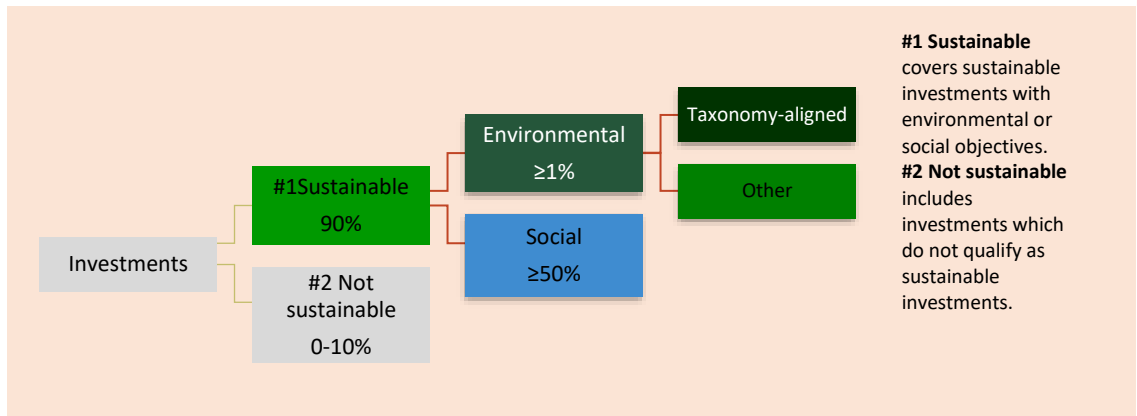 Investments
#1Sustainable
90%
#2 Not
sustainable
0-10%
Environmental
≥1%
Social
≥50%
Taxonomy-aligned
Other
#1 Sustainable
covers sustainable
investments with
environmental or
social objectives.
#2 Not sustainable
includes
investments which
do not qualify as
sustainable
investments.